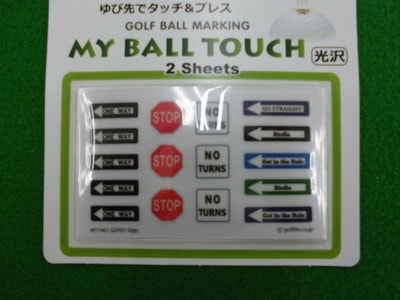 ゆび先でタッチ&プレス
GOLF BALL MARKING
MY BALL TOUCH 光沢
2 Sheets
ONE WAY
ONE WAY
ONE WAY
ONE WAY
ONE WAY
STOP
STOP
STOP
NO TURNS
NO TURNS
NO TURNS
GO STRAIGHT
Birdie
Get in the Hole
Birdie
Get in the Hole